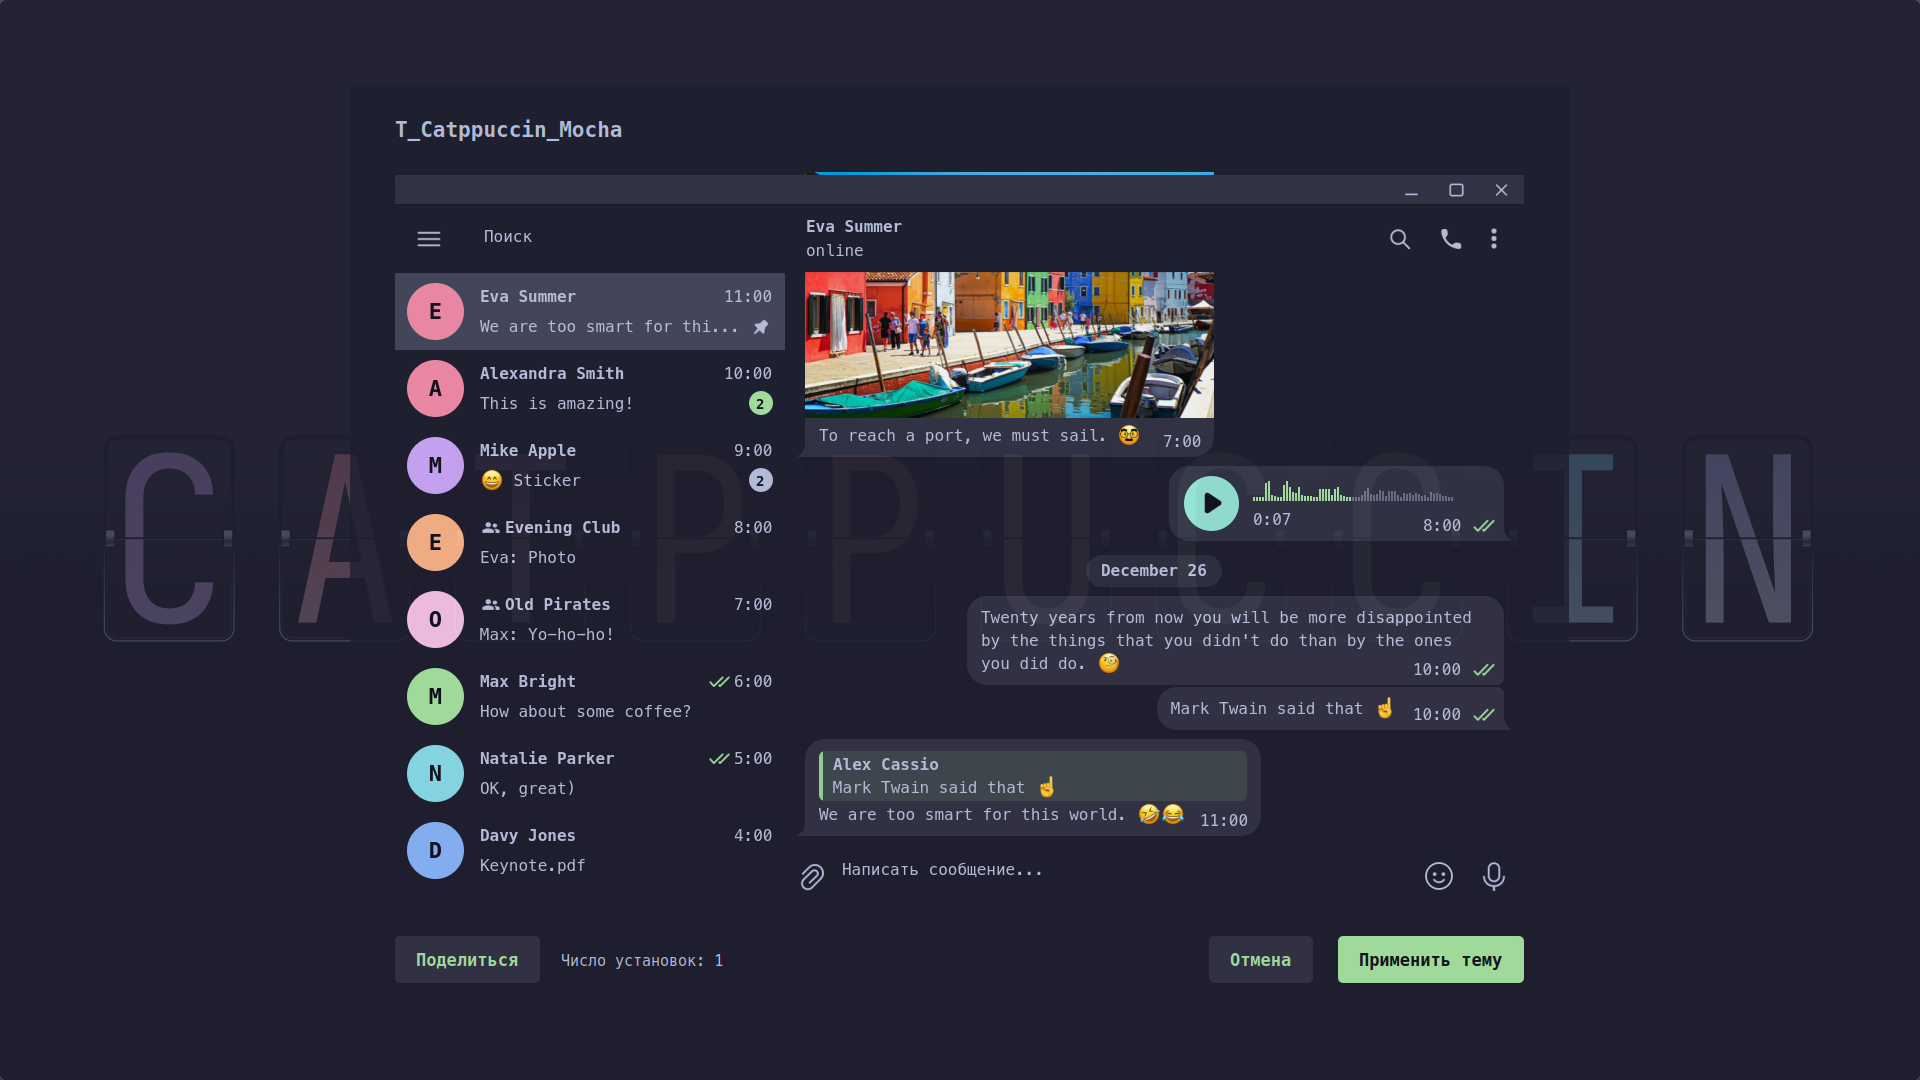 T_Catppuccin_Mocha
Поиск
E
Eva Summer
11:00
We are too smart for thi...
A
Alexandra Smith
10:00
This is amazing!
2
M
Mike Apple
9:00
😄 Sticker
2
E
Evening Club
8:00
Eva: Photo
O
Old Pirates
7:00
Max: Yo-ho-ho!
M
Max Bright
6:00
How about some coffee?
N
Natalie Parker
5:00
OK, great)
D
Davy Jones
4:00
Keynote.pdf
Eva Summer
online
To reach a port, we must sail. 🥸
7:00
0:07
8:00
December 26
Twenty years from now you will be more disappointed
by the things that you didn't do than by the ones
you did do. 🧐
10:00
Mark Twain said that ☝
10:00
Alex Cassio
Mark Twain said that ☝
We are too smart for this world. 🤣😂
11:00
Написать сообщение...
Поделиться
Число установок: 1
Отмена
Применить тему
CATPPUCCIN